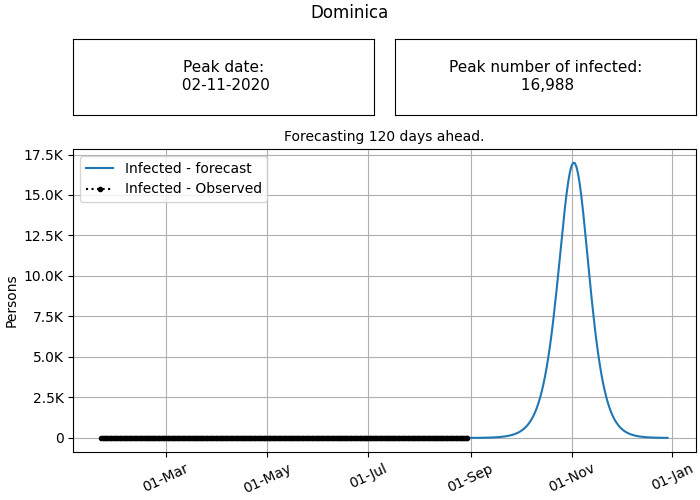 Dominica
Peak date:
02-11-2020
Peak number of infected:
16,988
Forecasting 120 days ahead.
Infected - forecast
Infected - Observed
17.5K
15.0K
12.5K
10.0K
7.5K
5.0K
2.5K
0
Persons
01-Mar
01-May
01-Jul
01-Sep
01-Nov
01-Jan